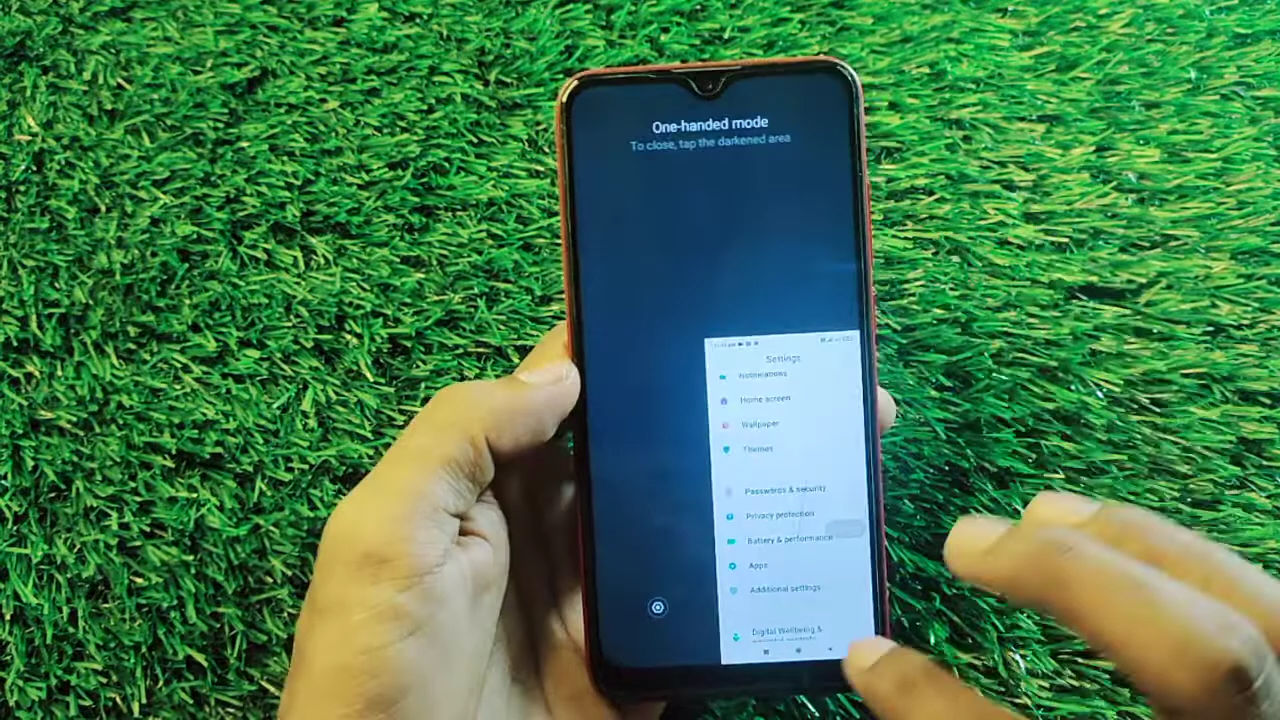 One-handed mode
To close, tap the darkened area
Settings
Notifications
Home screen
Wallpaper
Themes
Passwords & security
Privacy protection
Battery & performance
Apps
Additional settings
Digital Wellbeing &